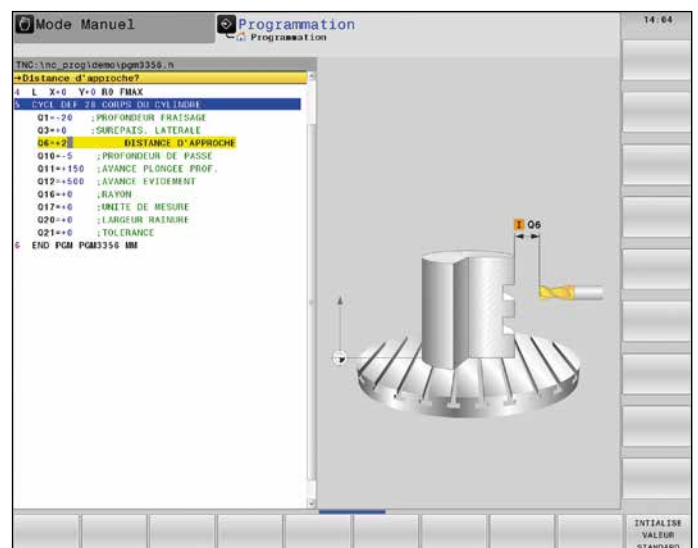 Mode Manuel
Programmation
Programmation
14:04
TNC:\nc_prog\demo\pgm3356.h
→Distance d'approche?
4 L X+0 Y+0 R0 FMAX
5 CYCL DEF 28 CORPS DU CYLINDRE
Q1=-20 ;PROFONDEUR FRAISAGE
Q3=+0 ;SUREPAIS. LATERALE
Q6=+2 DISTANCE D'APPROCHE
Q10=-5 ;PROFONDEUR DE PASSE
Q11=+150 ;AVANCE PLONGEE PROF.
Q12=+500 ;AVANCE EVIDEMENT
Q16=+0 ;RAYON
Q17=+0 ;UNITE DE MESURE
Q20=+0 ;LARGEUR RAINURE
Q21=+0 ;TOLERANCE
6 END PGM PGM3356 MM
I Q6
INTIALISE
VALEUR
STANDARD